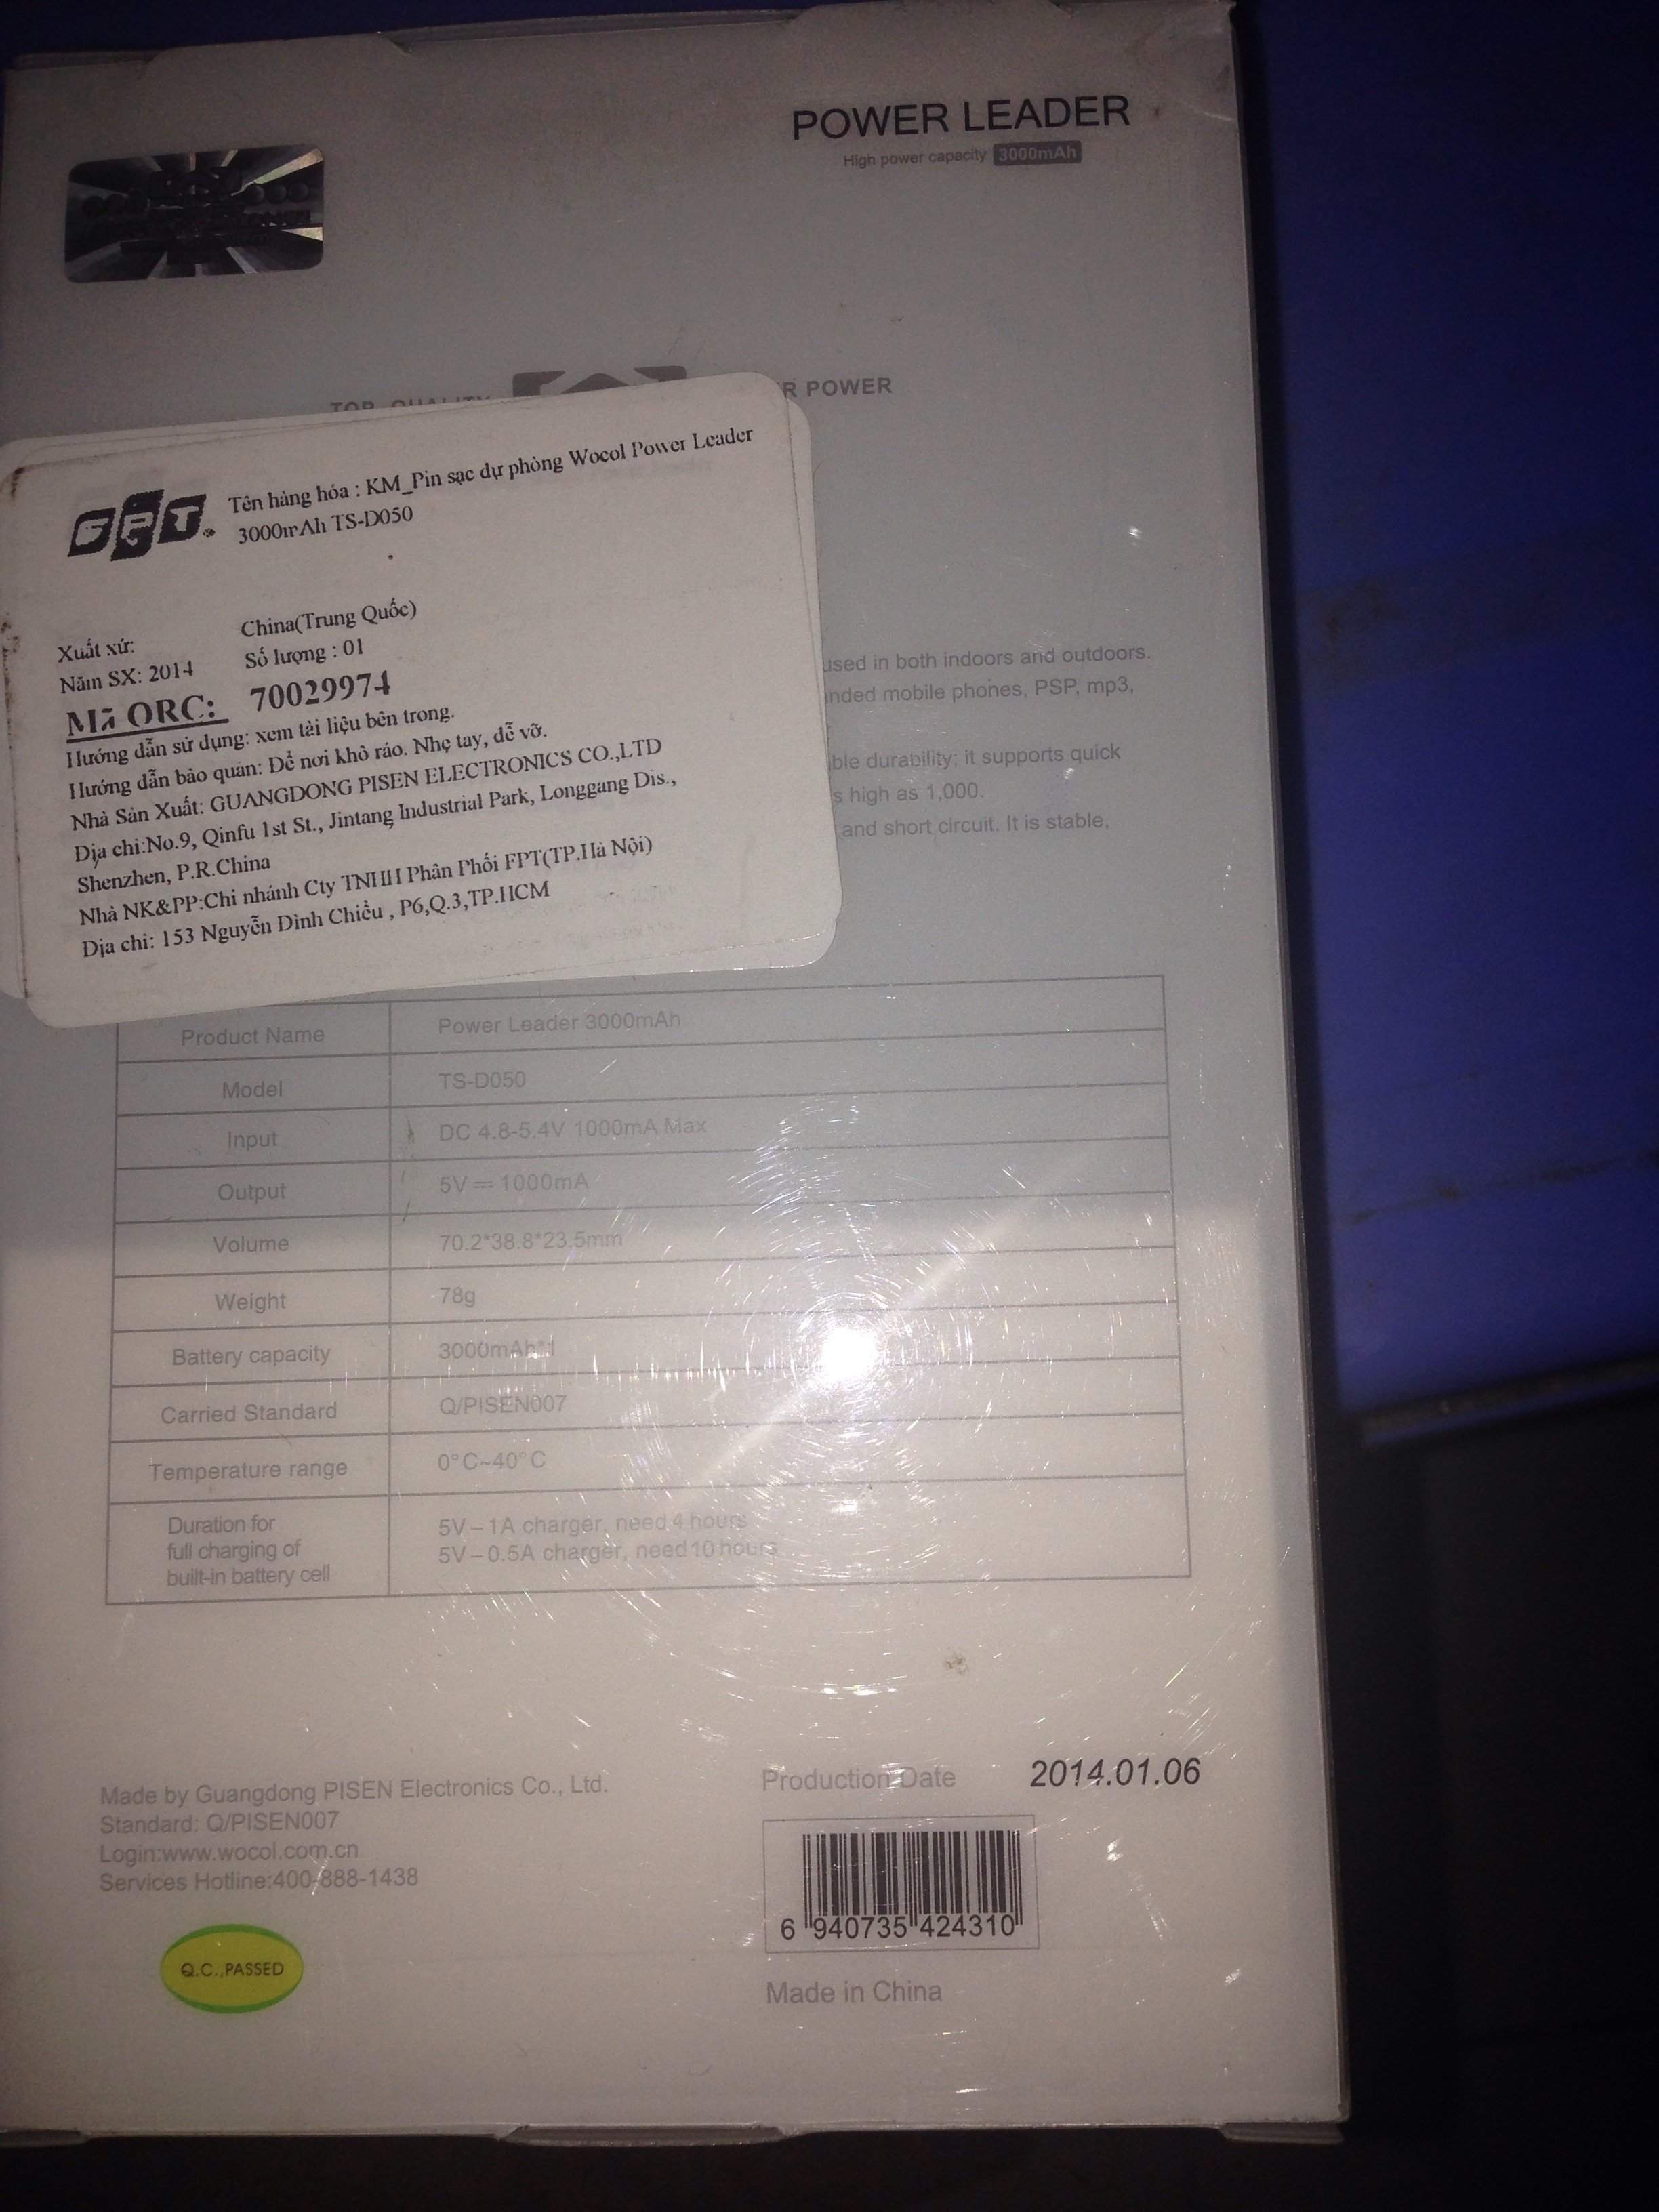 POWER LEADER
High power capacity 3000mAh
TOP QUALITY
R POWER
FPT
Tên hàng hóa : KM_Pin sạc dự phòng Wocol Power Leader
3000mAh TS-D050
Xuất xứ: China(Trung Quốc)
Năm SX: 2014 Số lượng : 01
Mã ORC: 70029974
Hướng dẫn sử dụng: xem tài liệu bên trong.
Hướng dẫn bảo quản: Để nơi khô ráo. Nhẹ tay, dễ vỡ.
Nhà Sản Xuất: GUANGDONG PISEN ELECTRONICS CO.,LTD
Địa chỉ:No.9, Qinfu 1st St., Jintang Industrial Park, Longgang Dis.,
Shenzhen, P.R.China
Nhà NK&PP:Chi nhánh Cty TNHH Phân Phối FPT(TP.Hà Nội)
Địa chỉ: 153 Nguyễn Đình Chiểu , P6,Q.3,TP.HCM
used in both indoors and outdoors.
nded mobile phones, PSP, mp3,
ble durability; it supports quick
s high as 1,000.
and short circuit. It is stable,
Product Name Power Leader 3000mAh
Model TS-D050
Input DC 4.8-5.4V 1000mA Max
Output 5V⎓1000mA
Volume 70.2*38.8*23.5mm
Weight 78g
Battery capacity 3000mAh*1
Carried Standard Q/PISEN007
Temperature range 0°C~40°C
Duration for
full charging of
built-in battery cell
5V–1A charger, need 4 hours
5V–0.5A charger, need 10 hours
Made by Guangdong PISEN Electronics Co., Ltd.
Standard: Q/PISEN007
Login:www.wocol.com.cn
Services Hotline:400-888-1438
Q.C.,PASSED
Production Date 2014.01.06
6 940735 424310
Made in China